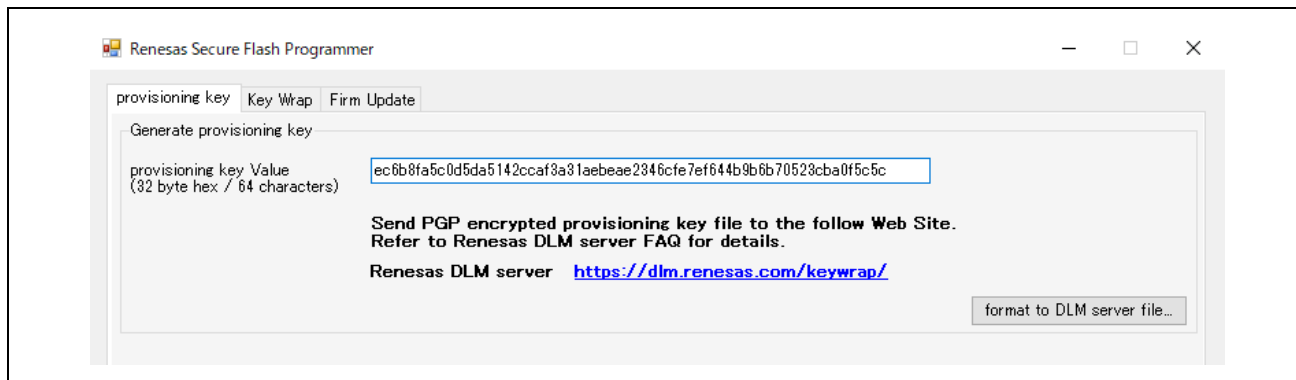 Renesas Secure Flash Programmer
provisioning key Key Wrap Firm Update
Generate provisioning key
provisioning key Value
(32 byte hex / 64 characters)
ec6b8fa5c0d5da5142ccaf3a31aebeae2346cfe7ef644b9b6b70523cba0f5c5c
Send PGP encrypted provisioning key file to the follow Web Site.
Refer to Renesas DLM server FAQ for details.
Renesas DLM server https://dlm.renesas.com/keywrap/
format to DLM server file...